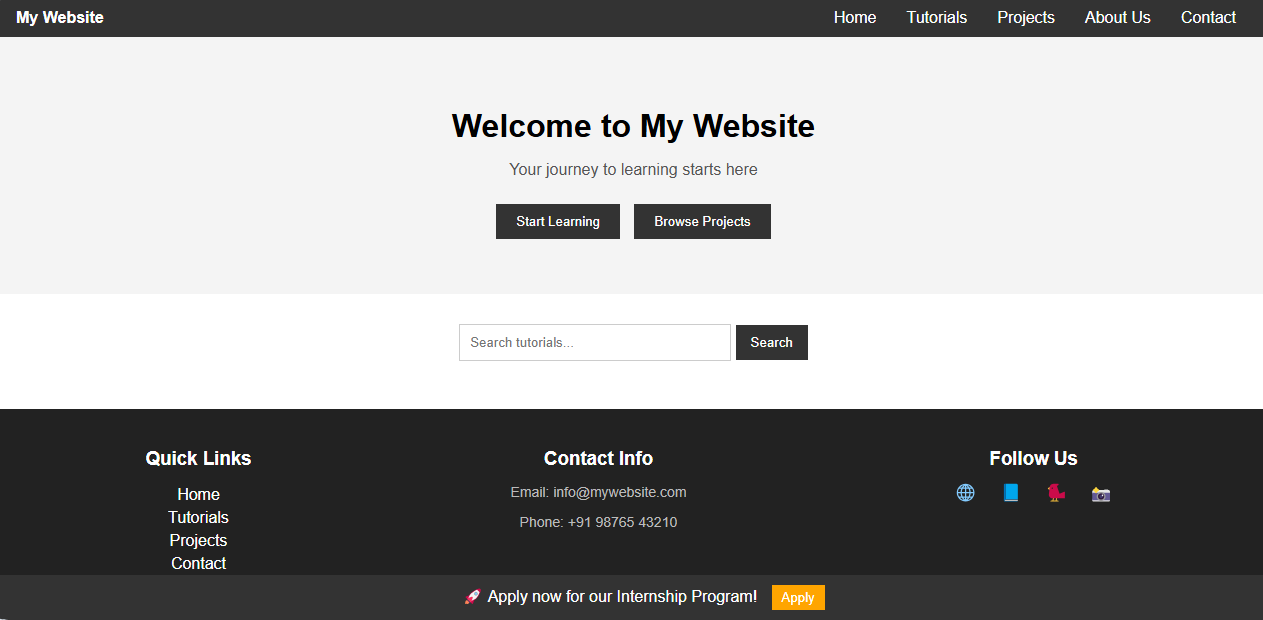 My Website
Home Tutorials Projects About Us Contact
Welcome to My Website
Your journey to learning starts here
Start Learning Browse Projects
Search tutorials... Search
Quick Links
Home
Tutorials
Projects
Contact
Contact Info
Email: info@mywebsite.com
Phone: +91 98765 43210
Follow Us
🌐 📘 🐦 📸
🚀 Apply now for our Internship Program! Apply